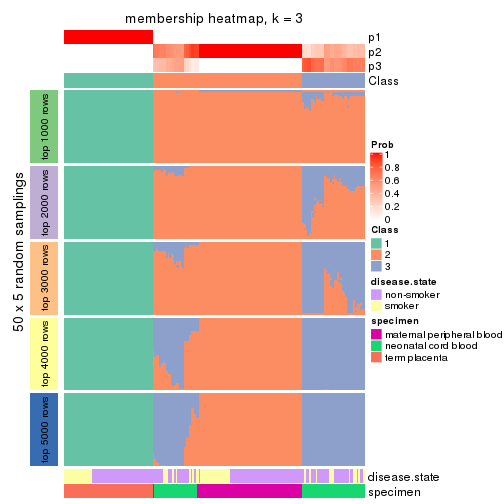 membership heatmap, k = 3
p1
p2
p3
Class
50 x 5 random samplings
top 1000 rows
top 2000 rows
top 3000 rows
top 4000 rows
top 5000 rows
disease.state
specimen
Prob
1
0.8
0.6
0.4
0.2
0
Class
1
2
3
disease.state
non-smoker
smoker
specimen
maternal peripheral blood
neonatal cord blood
term placenta